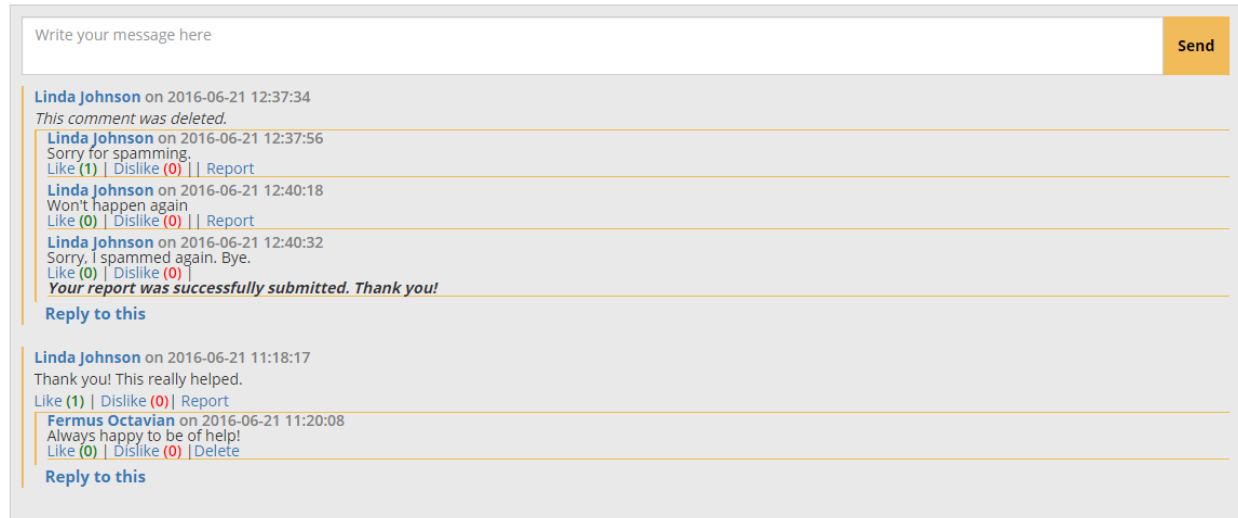 Write your message here
Send
Linda Johnson on 2016-06-21 12:37:34
This comment was deleted.
Linda Johnson on 2016-06-21 12:37:56
Sorry for spamming.
Like (1) | Dislike (0) || Report
Linda Johnson on 2016-06-21 12:40:18
Won't happen again
Like (0) | Dislike (0) || Report
Linda Johnson on 2016-06-21 12:40:32
Sorry, I spammed again. Bye.
Like (0) | Dislike (0) |
Your report was successfully submitted. Thank you!
Reply to this
Linda Johnson on 2016-06-21 11:18:17
Thank you! This really helped.
Like (1) | Dislike (0)| Report
Fermus Octavian on 2016-06-21 11:20:08
Always happy to be of help!
Like (0) | Dislike (0) |Delete
Reply to this